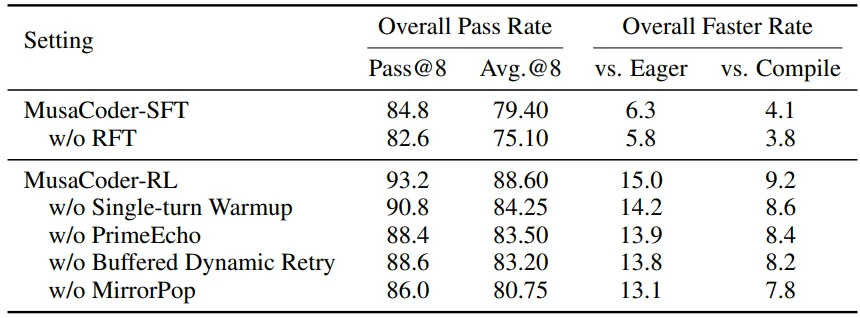 Setting Overall Pass Rate Overall Faster Rate
Pass@8 Avg.@8 vs. Eager vs. Compile
MusaCoder-SFT 84.8 79.40 6.3 4.1
w/o RFT 82.6 75.10 5.8 3.8
MusaCoder-RL 93.2 88.60 15.0 9.2
w/o Single-turn Warmup 90.8 84.25 14.2 8.6
w/o PrimeEcho 88.4 83.50 13.9 8.4
w/o Buffered Dynamic Retry 88.6 83.20 13.8 8.2
w/o MirrorPop 86.0 80.75 13.1 7.8